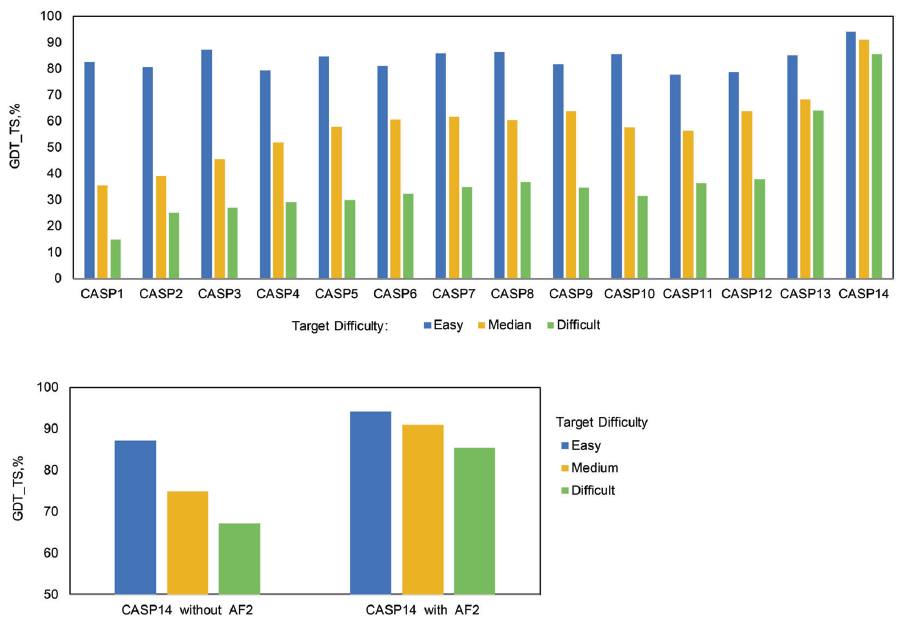 100
90
80
70
60
50
40
30
20
10
0
GDT_TS,%
CASP1 CASP2 CASP3 CASP4 CASP5 CASP6 CASP7 CASP8 CASP9 CASP10 CASP11 CASP12 CASP13 CASP14
Target Difficulty: Easy Median Difficult
100
90
80
70
60
50
GDT_TS,%
CASP14 without AF2 CASP14 with AF2
Target Difficulty
Easy
Medium
Difficult